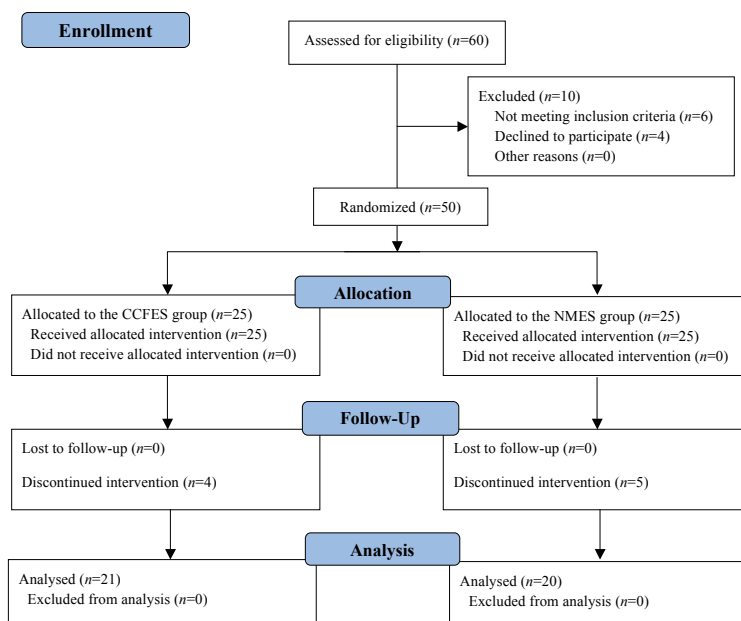 Enrollment
Assessed for eligibility (n=60)
Excluded (n=10)
Not meeting inclusion criteria (n=6)
Declined to participate (n=4)
Other reasons (n=0)
Randomized (n=50)
Allocation
Allocated to the CCFES group (n=25)
Received allocated intervention (n=25)
Did not receive allocated intervention (n=0)
Allocated to the NMES group (n=25)
Received allocated intervention (n=25)
Did not receive allocated intervention (n=0)
Follow-Up
Lost to follow-up (n=0)
Discontinued intervention (n=4)
Lost to follow-up (n=0)
Discontinued intervention (n=5)
Analysis
Analysed (n=21)
Excluded from analysis (n=0)
Analysed (n=20)
Excluded from analysis (n=0)